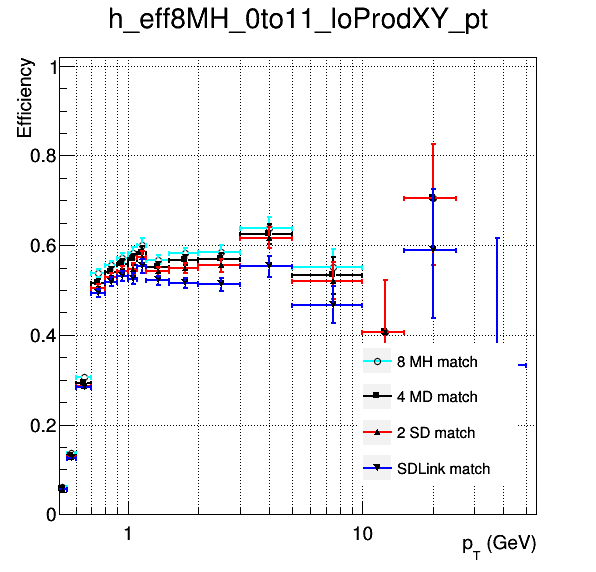 h_eff8MH_0to11_loProdXY_pt
Efficiency
1
0.8
0.6
0.4
0.2
0
8 MH match
4 MD match
2 SD match
SDLink match
1
10
p_T (GeV)